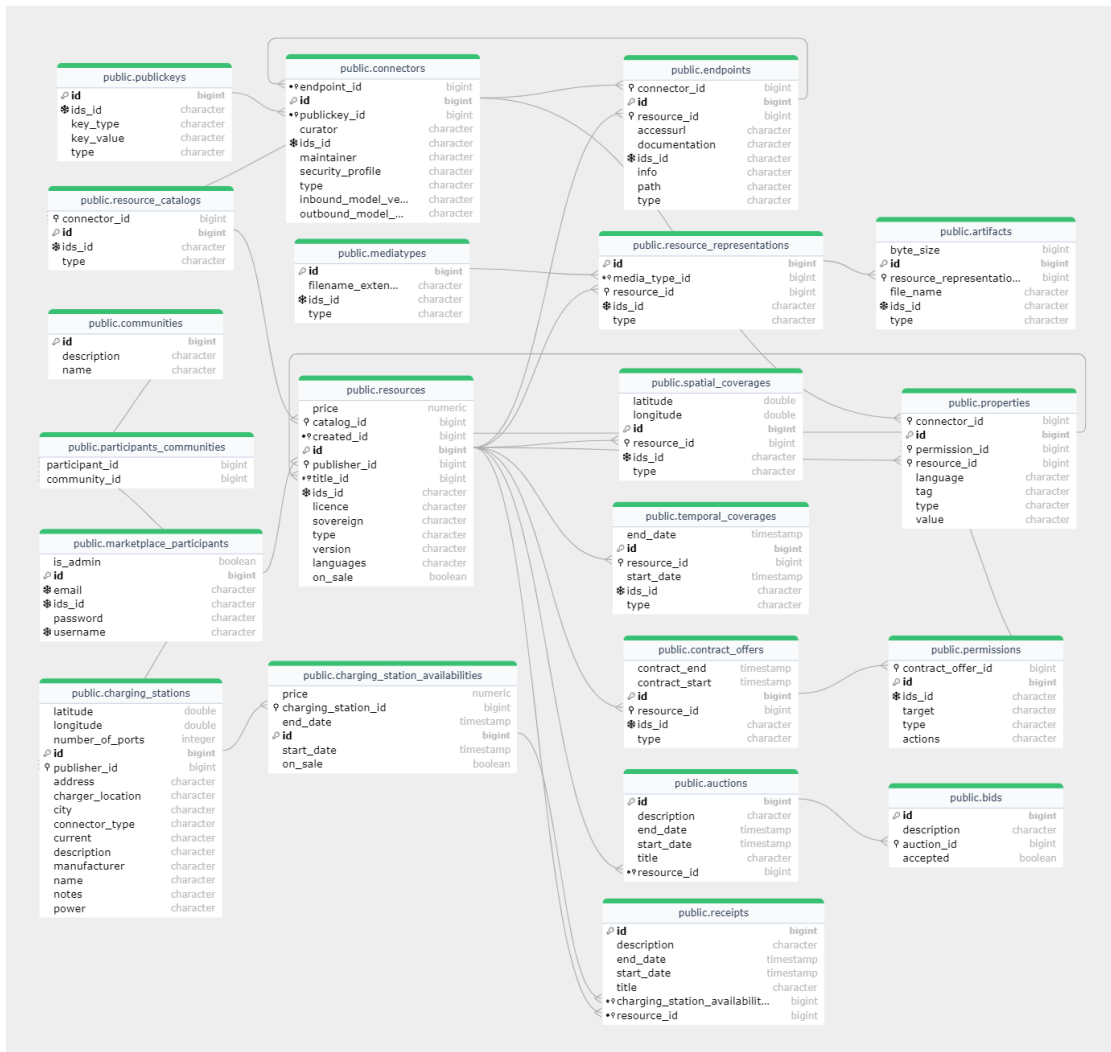 public.publickeys
id bigint
ids_id character
key_type character
key_value character
type character
public.connectors
endpoint_id bigint
id bigint
publickey_id bigint
curator character
ids_id character
maintainer character
security_profile character
type character
inbound_model_ve... character
outbound_model_... character
public.endpoints
connector_id bigint
id bigint
resource_id bigint
accessurl character
documentation character
ids_id character
info character
path character
type character
public.resource_catalogs
connector_id bigint
id bigint
ids_id character
type character
public.mediatypes
id bigint
filename_exten... character
ids_id character
type character
public.resource_representations
id bigint
media_type_id bigint
resource_id bigint
ids_id character
type character
public.artifacts
byte_size bigint
id bigint
resource_representatio... bigint
file_name character
ids_id character
type character
public.communities
id bigint
description character
name character
public.resources
price numeric
catalog_id bigint
created_id bigint
id bigint
publisher_id bigint
title_id bigint
ids_id character
licence character
sovereign character
type character
version character
languages character
on_sale boolean
public.spatial_coverages
latitude double
longitude double
id bigint
resource_id bigint
ids_id character
type character
public.properties
connector_id bigint
id bigint
permission_id bigint
resource_id bigint
language character
tag character
type character
value character
public.participants_communities
participant_id bigint
community_id bigint
public.temporal_coverages
end_date timestamp
id bigint
resource_id bigint
start_date timestamp
ids_id character
type character
public.marketplace_participants
is_admin boolean
id bigint
email character
ids_id character
password character
username character
public.contract_offers
contract_end timestamp
contract_start timestamp
id bigint
resource_id bigint
ids_id character
type character
public.permissions
contract_offer_id bigint
id bigint
ids_id character
target character
type character
actions character
public.charging_stations
latitude double
longitude double
number_of_ports integer
id bigint
publisher_id bigint
address character
charger_location character
city character
connector_type character
current character
description character
manufacturer character
name character
notes character
power character
public.charging_station_availabilities
price numeric
charging_station_id bigint
end_date timestamp
id bigint
start_date timestamp
on_sale boolean
public.auctions
id bigint
description character
end_date timestamp
start_date timestamp
title character
resource_id bigint
public.bids
id bigint
description character
auction_id bigint
accepted boolean
public.receipts
id bigint
description character
end_date timestamp
start_date timestamp
title character
charging_station_availabilit... bigint
resource_id bigint